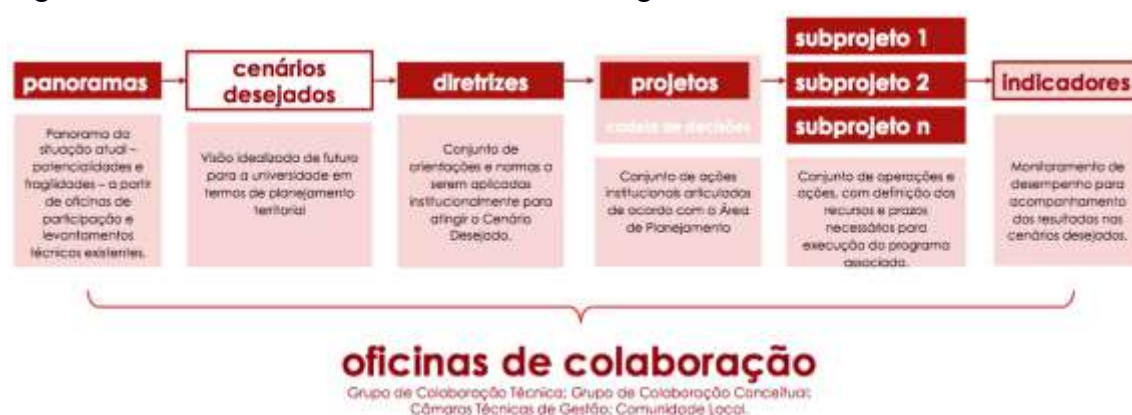 panoramas
Panorama da
situação atual –
potencialidades e
fragilidades – a partir
de oficinas de
participação e
levantamentos
técnicos existentes.
cenários
desejados
Visão idealizada de futuro
para a universidade em
termos de planejamento
territorial
diretrizes
Conjunto de
orientações e normas a
serem aplicadas
institucionalmente para
atingir o Cenário
Desejado.
projetos
cadeia de decisões
Conjunto de ações
institucionais articuladas
de acordo com a Área
de Planejamento
subprojeto 1
subprojeto 2
subprojeto n
Conjunto de operações e
ações, com definição dos
recursos e prazos
necessários para
execução do programa
associado.
indicadores
Monitoramento de
desempenho para
acompanhamento
dos resultados nos
cenários desejados.
oficinas de colaboração
Grupo de Colaboração Técnica; Grupo de Colaboração Conceitual;
Câmaras Técnicas de Gestão; Comunidade Local.